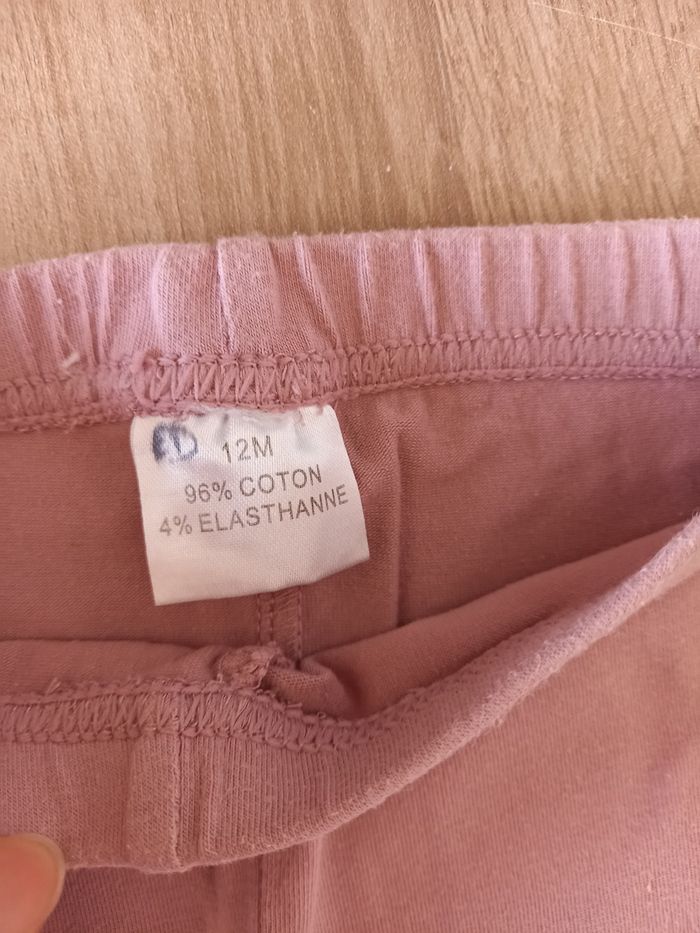 12M
96% COTON
4% ELASTHANNE